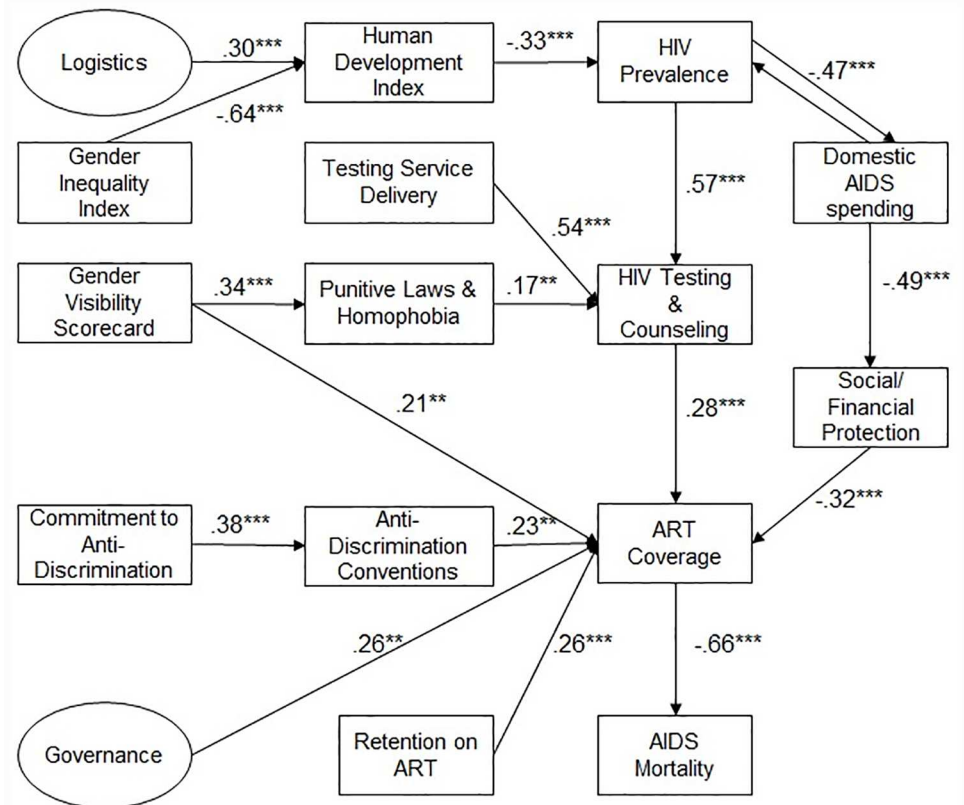 Logistics
.30***
Human
Development
Index
-.33***
HIV
Prevalence
-.47***
-.64***
Gender
Inequality
Index
Testing Service
Delivery
.54***
.57***
Domestic
AIDS
spending
Gender
Visibility
Scorecard
.34***
Punitive Laws &
Homophobia
.17**
HIV Testing
&
Counseling
-.49***
.21**
.28***
Social/
Financial
Protection
Commitment to
Anti-
Discrimination
.38***
Anti-
Discrimination
Conventions
.23**
ART
Coverage
-.32***
.26**
.26***
-.66***
Governance
Retention on
ART
AIDS
Mortality